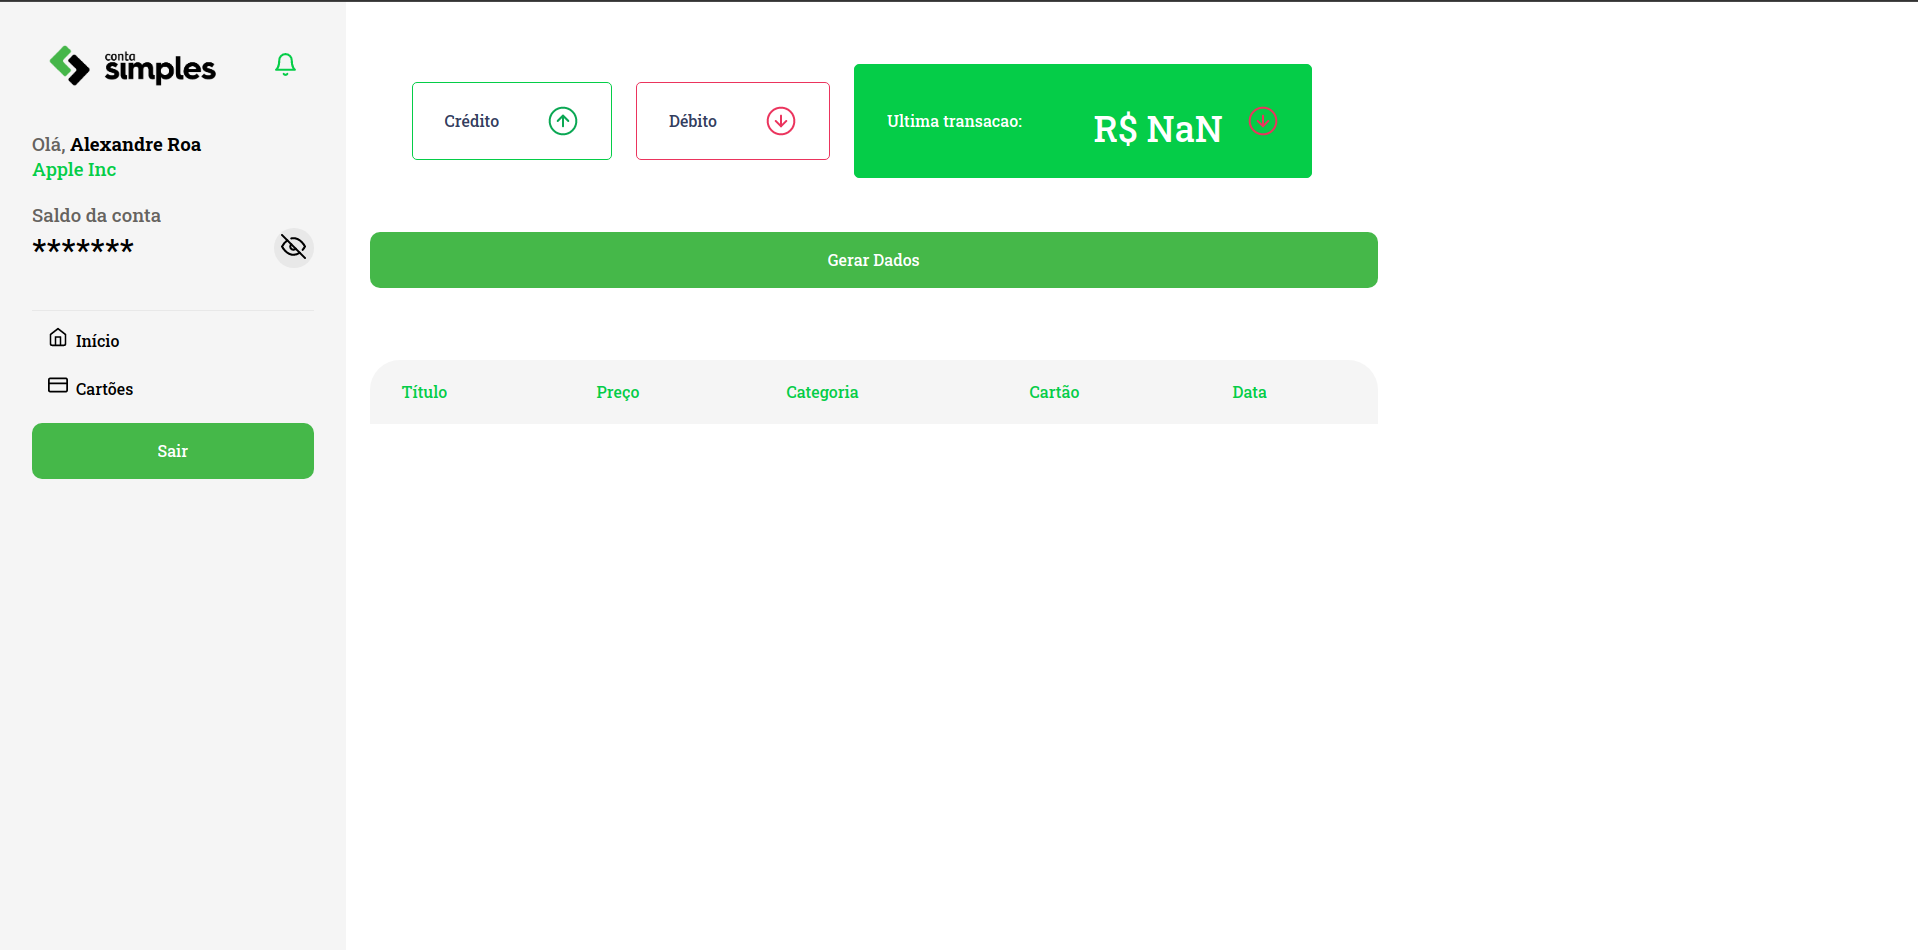 conta
simples
Olá, Alexandre Roa
Apple Inc
Saldo da conta
*******
Início
Cartões
Sair
Crédito
Débito
Ultima transacao:
R$ NaN
Gerar Dados
Título Preço Categoria Cartão Data